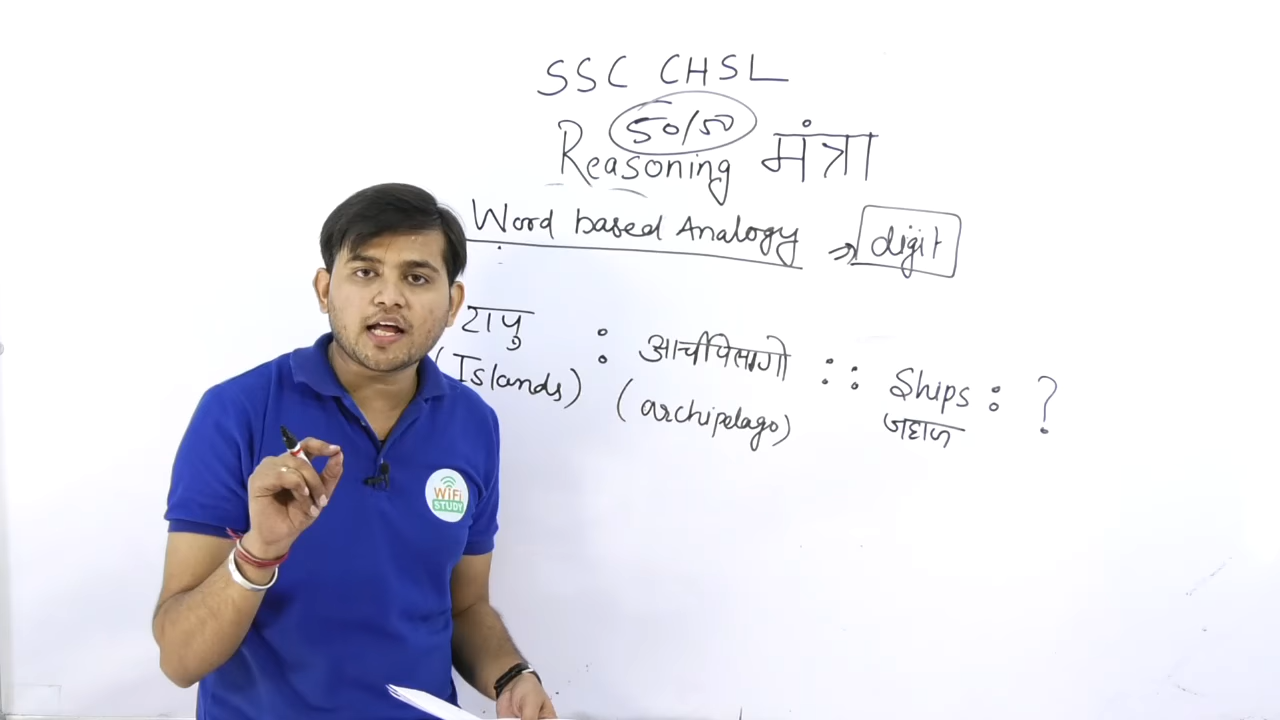 SSC CHSL
50/50
Reasoning मंत्रा
Word based Analogy → digit
टापु : आर्चीपेलागो :: Ships : ?
(Islands) (archipelago) जहाज
WiFi
STUDY